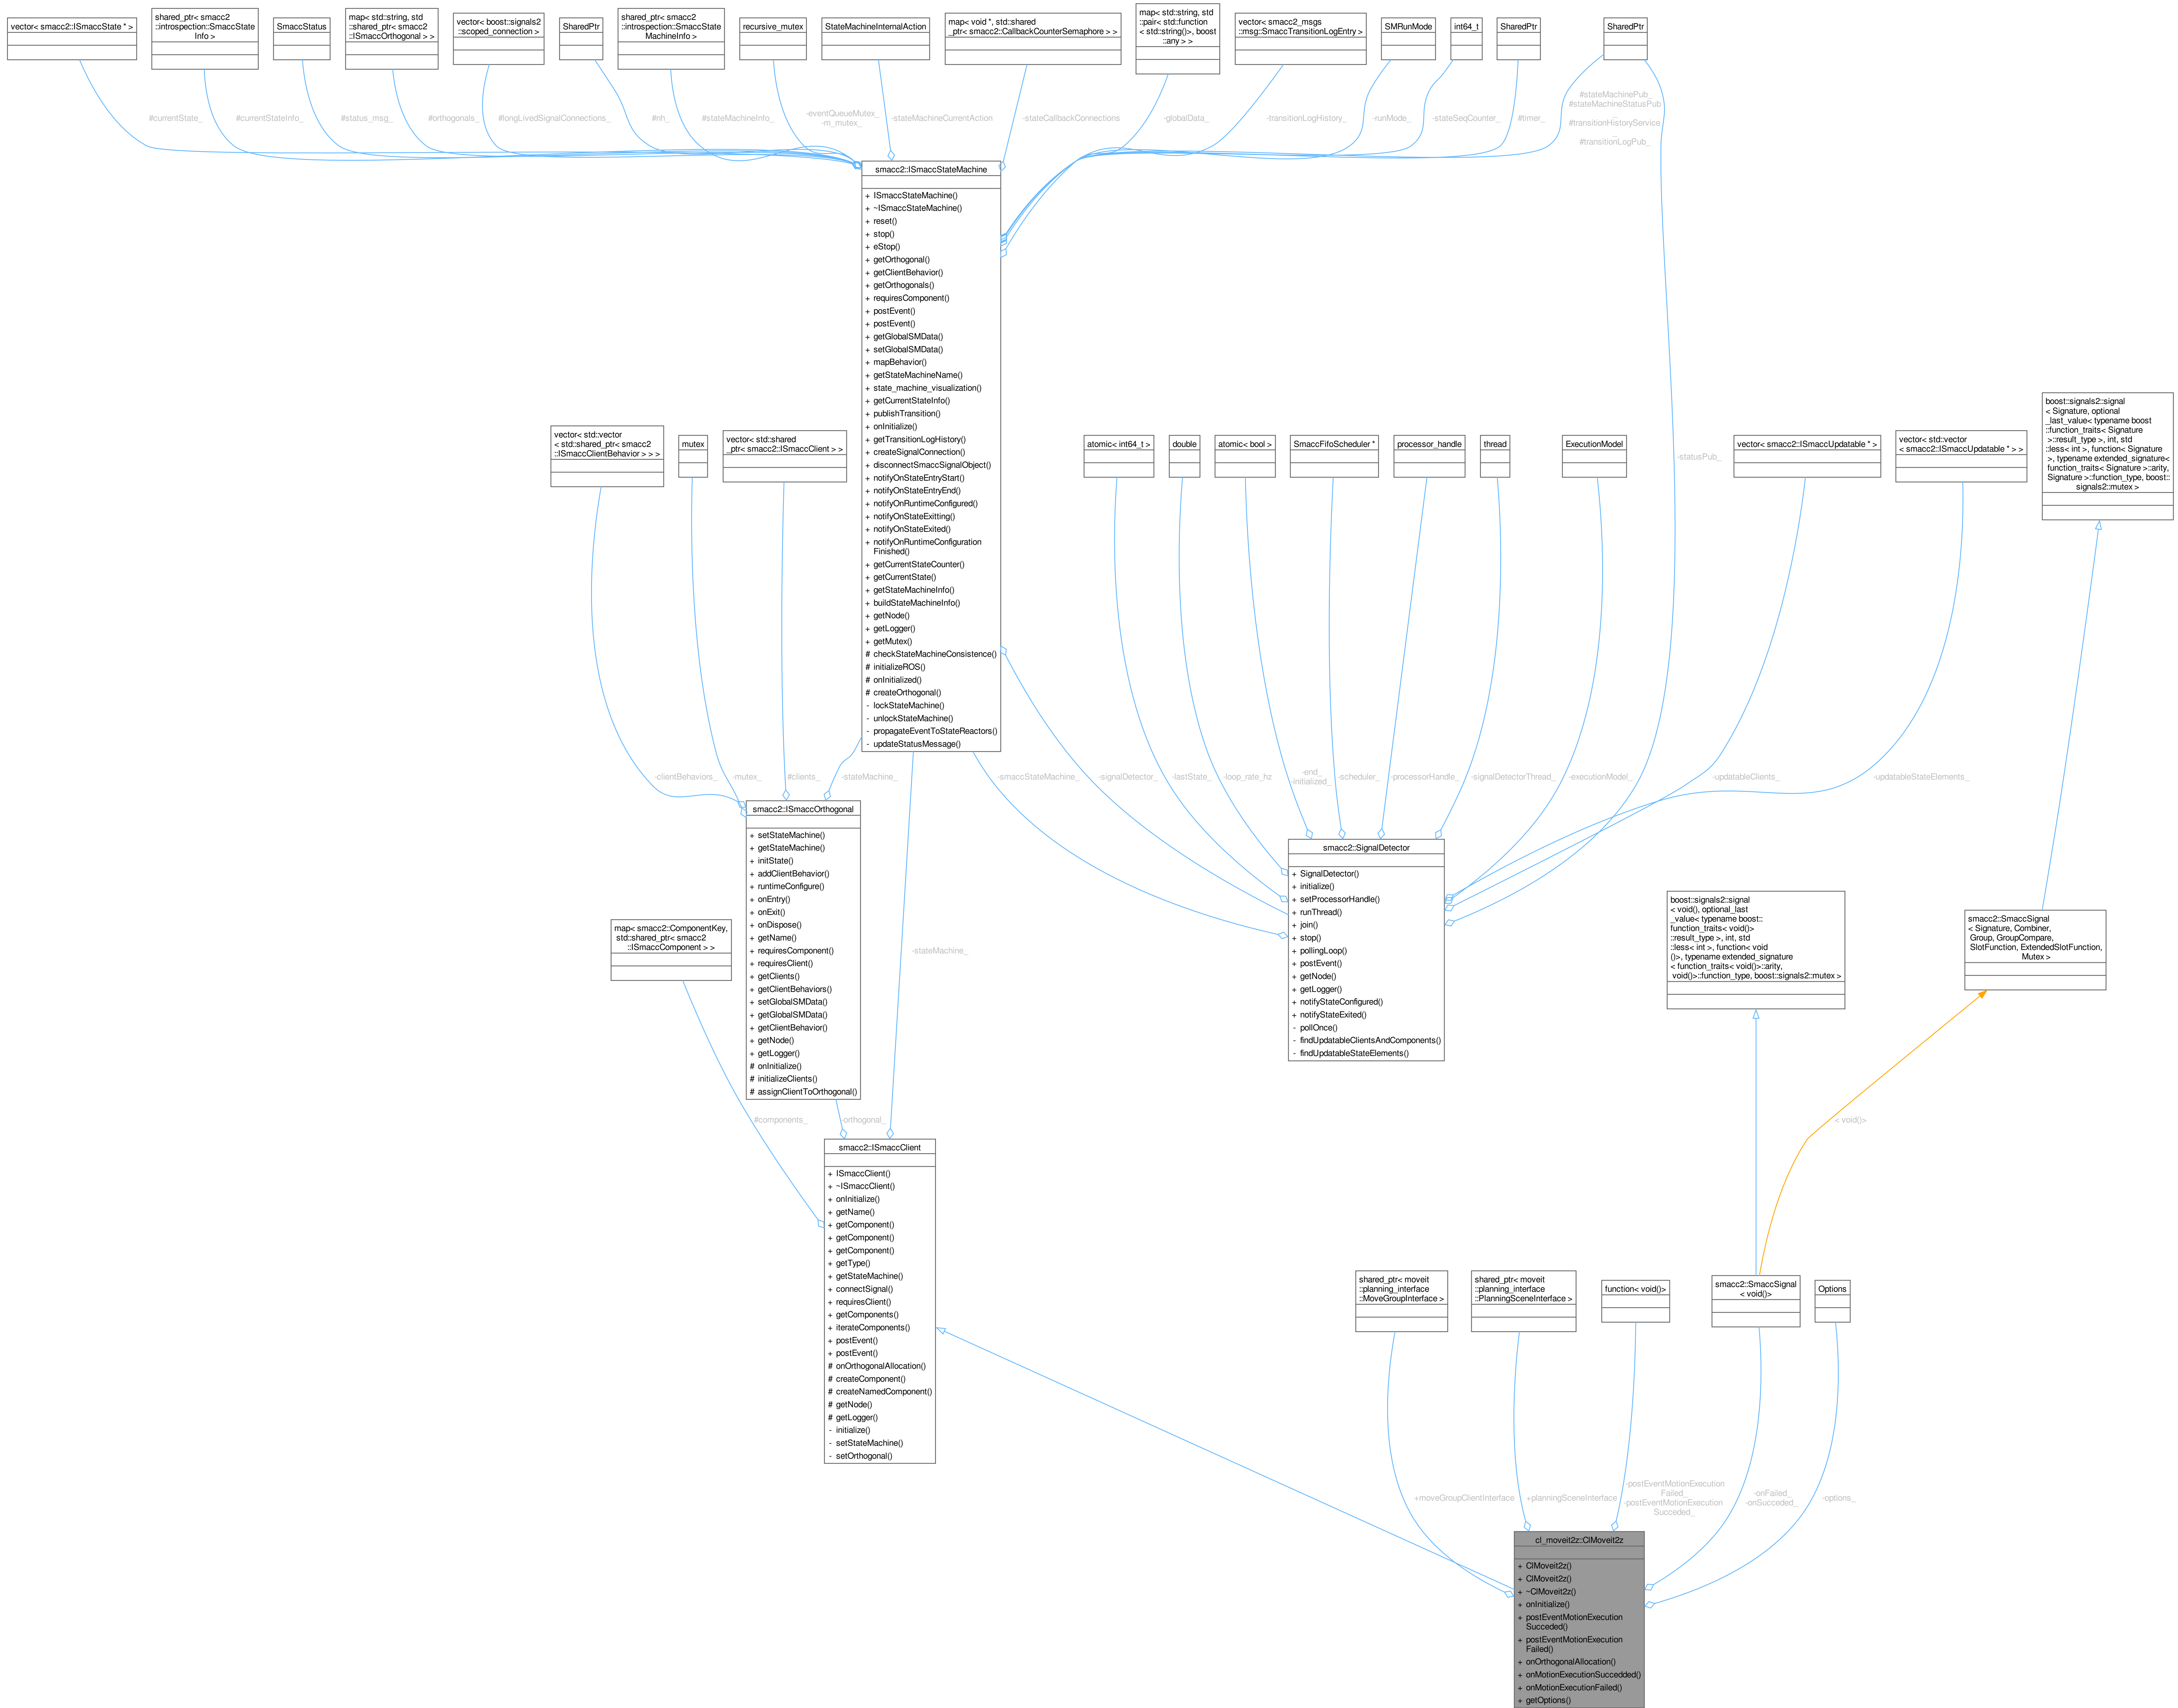 vector< smacc2::ISmaccState * >
shared_ptr< smacc2
::introspection::SmaccState
Info >
SmaccStatus
map< std::string, std
::shared_ptr< smacc2
::ISmaccOrthogonal > >
vector< boost::signals2
::scoped_connection >
SharedPtr
shared_ptr< smacc2
::introspection::SmaccState
MachineInfo >
recursive_mutex
StateMachineInternalAction
map< void *, std::shared
_ptr< smacc2::CallbackCounterSemaphore > >
map< std::string, std
::pair< std::function
< std::string()>, boost
::any > >
vector< smacc2_msgs
::msg::SmaccTransitionLogEntry >
SMRunMode
int64_t
SharedPtr
SharedPtr
#currentState_
#currentStateInfo_
#status_msg_
#orthogonals_
#longLivedSignalConnections_
#nh_
#stateMachineInfo_
-eventQueueMutex_
-m_mutex_
-stateMachineCurrentAction
-stateCallbackConnections
-globalData_
-transitionLogHistory_
-runMode_
-stateSeqCounter_
#timer_
#stateMachinePub_
#stateMachineStatusPub
_
#transitionHistoryService
_
#transitionLogPub_
smacc2::ISmaccStateMachine
+ ISmaccStateMachine()
+ ~ISmaccStateMachine()
+ reset()
+ stop()
+ eStop()
+ getOrthogonal()
+ getClientBehavior()
+ getOrthogonals()
+ requiresComponent()
+ postEvent()
+ postEvent()
+ getGlobalSMData()
+ setGlobalSMData()
+ mapBehavior()
+ getStateMachineName()
+ state_machine_visualization()
+ getCurrentStateInfo()
+ publishTransition()
+ onInitialize()
+ getTransitionLogHistory()
+ createSignalConnection()
+ disconnectSmaccSignalObject()
+ notifyOnStateEntryStart()
+ notifyOnStateEntryEnd()
+ notifyOnRuntimeConfigured()
+ notifyOnStateExitting()
+ notifyOnStateExited()
+ notifyOnRuntimeConfiguration
Finished()
+ getCurrentStateCounter()
+ getCurrentState()
+ getStateMachineInfo()
+ buildStateMachineInfo()
+ getNode()
+ getLogger()
+ getMutex()
# checkStateMachineConsistence()
# initializeROS()
# onInitialized()
# createOrthogonal()
- lockStateMachine()
- unlockStateMachine()
- propagateEventToStateReactors()
- updateStatusMessage()
vector< std::vector
< std::shared_ptr< smacc2
::ISmaccClientBehavior > > >
mutex
vector< std::shared
_ptr< smacc2::ISmaccClient > >
atomic< int64_t >
double
atomic< bool >
SmaccFifoScheduler *
processor_handle
thread
ExecutionModel
-statusPub_
vector< smacc2::ISmaccUpdatable * >
vector< std::vector
< smacc2::ISmaccUpdatable * > >
boost::signals2::signal
< Signature, optional
_last_value< typename boost
::function_traits< Signature
>::result_type >, int, std
::less< int >, function< Signature
>, typename extended_signature<
function_traits< Signature >::arity,
Signature >::function_type, boost::
signals2::mutex >
-clientBehaviors_
-mutex_
#clients_
-stateMachine_
-smaccStateMachine_
-signalDetector_
-lastState_
-loop_rate_hz
-end_
-initialized_
-scheduler_
-processorHandle_
-signalDetectorThread_
-executionModel_
-updatableClients_
-updatableStateElements_
smacc2::ISmaccOrthogonal
+ setStateMachine()
+ getStateMachine()
+ initState()
+ addClientBehavior()
+ runtimeConfigure()
+ onEntry()
+ onExit()
+ onDispose()
+ getName()
+ requiresComponent()
+ requiresClient()
+ getClients()
+ getClientBehaviors()
+ setGlobalSMData()
+ getGlobalSMData()
+ getClientBehavior()
+ getNode()
+ getLogger()
# onInitialize()
# initializeClients()
# assignClientToOrthogonal()
smacc2::SignalDetector
+ SignalDetector()
+ initialize()
+ setProcessorHandle()
+ runThread()
+ join()
+ stop()
+ pollingLoop()
+ postEvent()
+ getNode()
+ getLogger()
+ notifyStateConfigured()
+ notifyStateExited()
- pollOnce()
- findUpdatableClientsAndComponents()
- findUpdatableStateElements()
map< smacc2::ComponentKey,
std::shared_ptr< smacc2
::ISmaccComponent > >
-stateMachine_
boost::signals2::signal
< void(), optional_last
_value< typename boost::
function_traits< void()>
::result_type >, int, std
::less< int >, function< void
()>, typename extended_signature
< function_traits< void()>::arity,
void()>::function_type, boost::signals2::mutex >
smacc2::SmaccSignal
< Signature, Combiner,
Group, GroupCompare,
SlotFunction, ExtendedSlotFunction,
Mutex >
#components_
-orthogonal_
< void()>
smacc2::ISmaccClient
+ ISmaccClient()
+ ~ISmaccClient()
+ onInitialize()
+ getName()
+ getComponent()
+ getComponent()
+ getComponent()
+ getType()
+ getStateMachine()
+ connectSignal()
+ requiresClient()
+ getComponents()
+ iterateComponents()
+ postEvent()
+ postEvent()
# onOrthogonalAllocation()
# createComponent()
# createNamedComponent()
# getNode()
# getLogger()
- initialize()
- setStateMachine()
- setOrthogonal()
shared_ptr< moveit
::planning_interface
::MoveGroupInterface >
shared_ptr< moveit
::planning_interface
::PlanningSceneInterface >
function< void()>
smacc2::SmaccSignal
< void()>
Options
+moveGroupClientInterface
+planningSceneInterface
-postEventMotionExecution
Failed_
-postEventMotionExecution
Succeded_
-onFailed_
-onSucceded_
-options_
cl_moveit2z::ClMoveit2z
+ ClMoveit2z()
+ ClMoveit2z()
+ ~ClMoveit2z()
+ onInitialize()
+ postEventMotionExecution
Succeded()
+ postEventMotionExecution
Failed()
+ onOrthogonalAllocation()
+ onMotionExecutionSuccedded()
+ onMotionExecutionFailed()
+ getOptions()